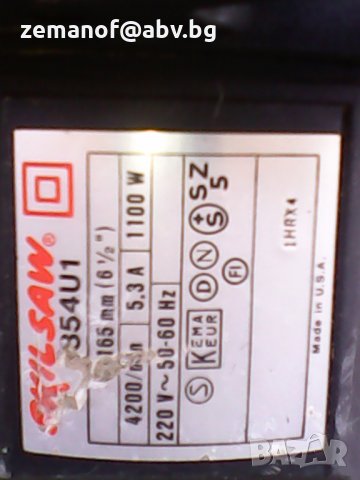 zemanof@abv.bg
SKILSAW®
354U1
165 mm (6 ½")
4200/min 5.3 A 1100 W
220 V~ 50-60 Hz
S KEMA KEUR D N ±S SZ S
FI
1HRX4
Made in U.S.A.
BAZAR